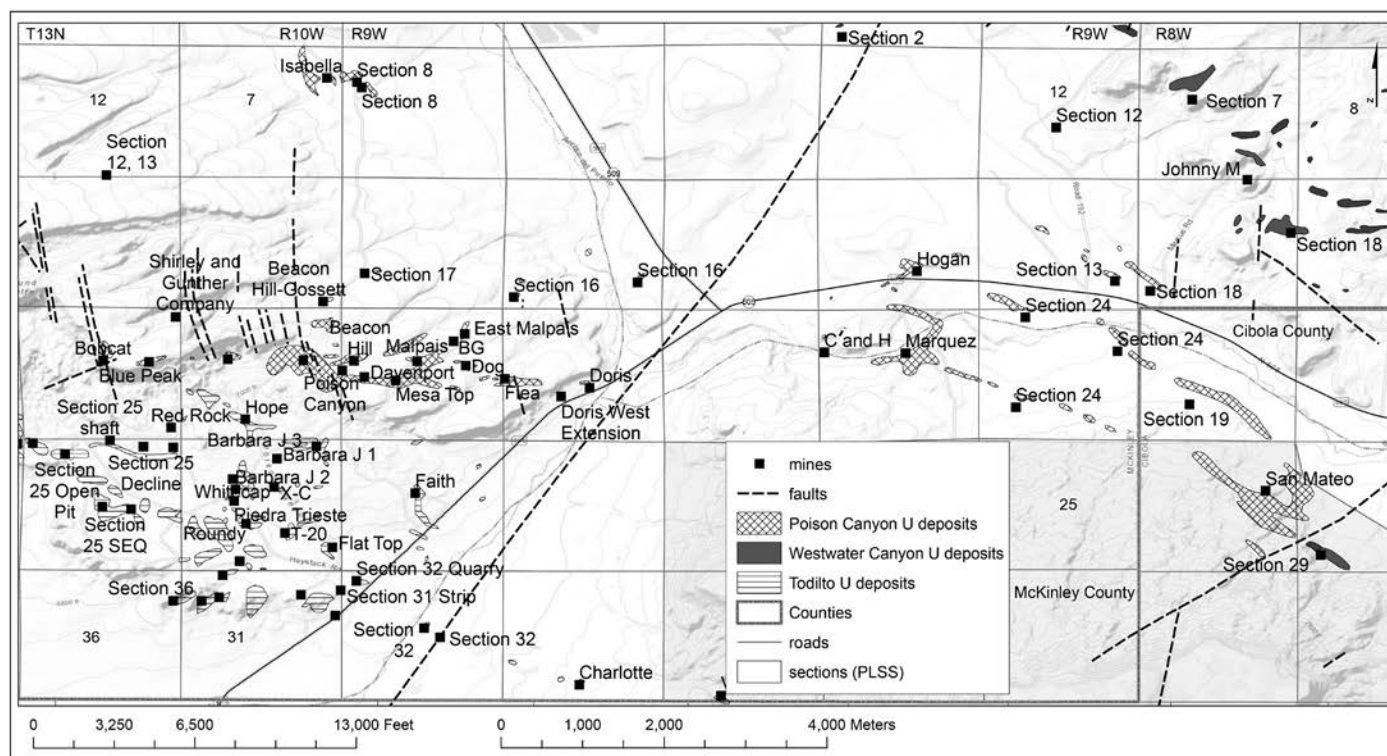 T13N
R10W
R9W
R9W
R8W
Section 2
Isabella
Section 8
Section 8
12
7
12
Section 12
Section 7
8
Section
12, 13
Johnny M
Section 18
Shirley and
Gunther
Company
Beacon
Hill-Gossett
Section 17
Section 16
Section 16
Hogan
Section 13
Section 18
Section 24
Cibola County
Bobcat
Blue Peak
Beacon
Hill
Poison
Canyon
Malpais
Davenport
Mesa Top
East Malpais
BG
Dog
Flea
Doris
Doris West
Extension
C and H
Marquez
Section 24
Section 24
Section 19
Section 25
shaft
Red Rock
Hope
Section 25
Decline
Barbara J 3
Barbara J 1
Section
25 Open
Pit
Barbara J 2
Whitecap
X-C
Faith
Section
25 SEQ
Piedra Trieste
Roundy
T-20
Flat Top
Haystack Rd
San Mateo
25
Section 29
Section 36
Section 32 Quarry
Section 31 Strip
McKinley County
36
31
Section
32
Section 32
Charlotte
509
605
MCKINLEY
CIBOLA
mines
faults
Poison Canyon U deposits
Westwater Canyon U deposits
Todilto U deposits
Counties
roads
sections (PLSS)
0
3,250
6,500
13,000 Feet
0
1,000
2,000
4,000 Meters